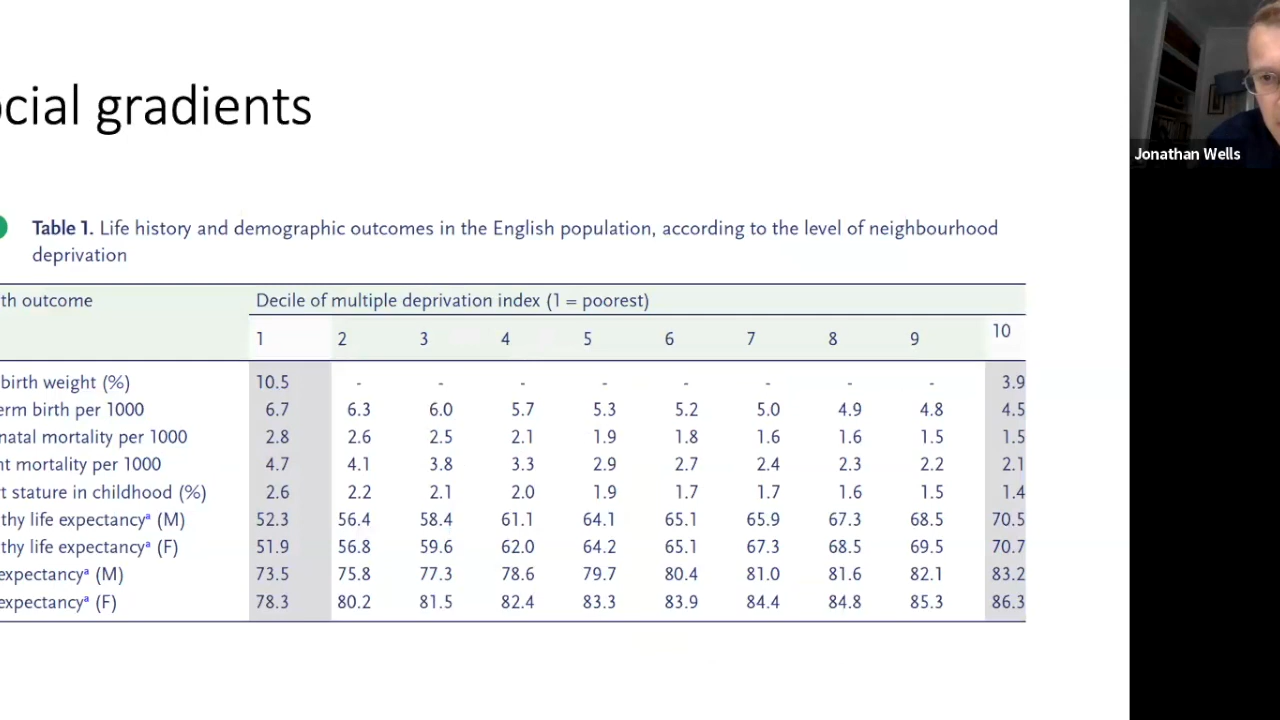 ocial gradients
Jonathan Wells
Table 1. Life history and demographic outcomes in the English population, according to the level of neighbourhood
deprivation
th outcome Decile of multiple deprivation index (1 = poorest)
1 2 3 4 5 6 7 8 9 10
birth weight (%) 10.5 - - - - - - - - 3.9
erm birth per 1000 6.7 6.3 6.0 5.7 5.3 5.2 5.0 4.9 4.8 4.5
natal mortality per 1000 2.8 2.6 2.5 2.1 1.9 1.8 1.6 1.6 1.5 1.5
nt mortality per 1000 4.7 4.1 3.8 3.3 2.9 2.7 2.4 2.3 2.2 2.1
t stature in childhood (%) 2.6 2.2 2.1 2.0 1.9 1.7 1.7 1.6 1.5 1.4
thy life expectancyª (M) 52.3 56.4 58.4 61.1 64.1 65.1 65.9 67.3 68.5 70.5
thy life expectancyª (F) 51.9 56.8 59.6 62.0 64.2 65.1 67.3 68.5 69.5 70.7
expectancyª (M) 73.5 75.8 77.3 78.6 79.7 80.4 81.0 81.6 82.1 83.2
expectancyª (F) 78.3 80.2 81.5 82.4 83.3 83.9 84.4 84.8 85.3 86.3